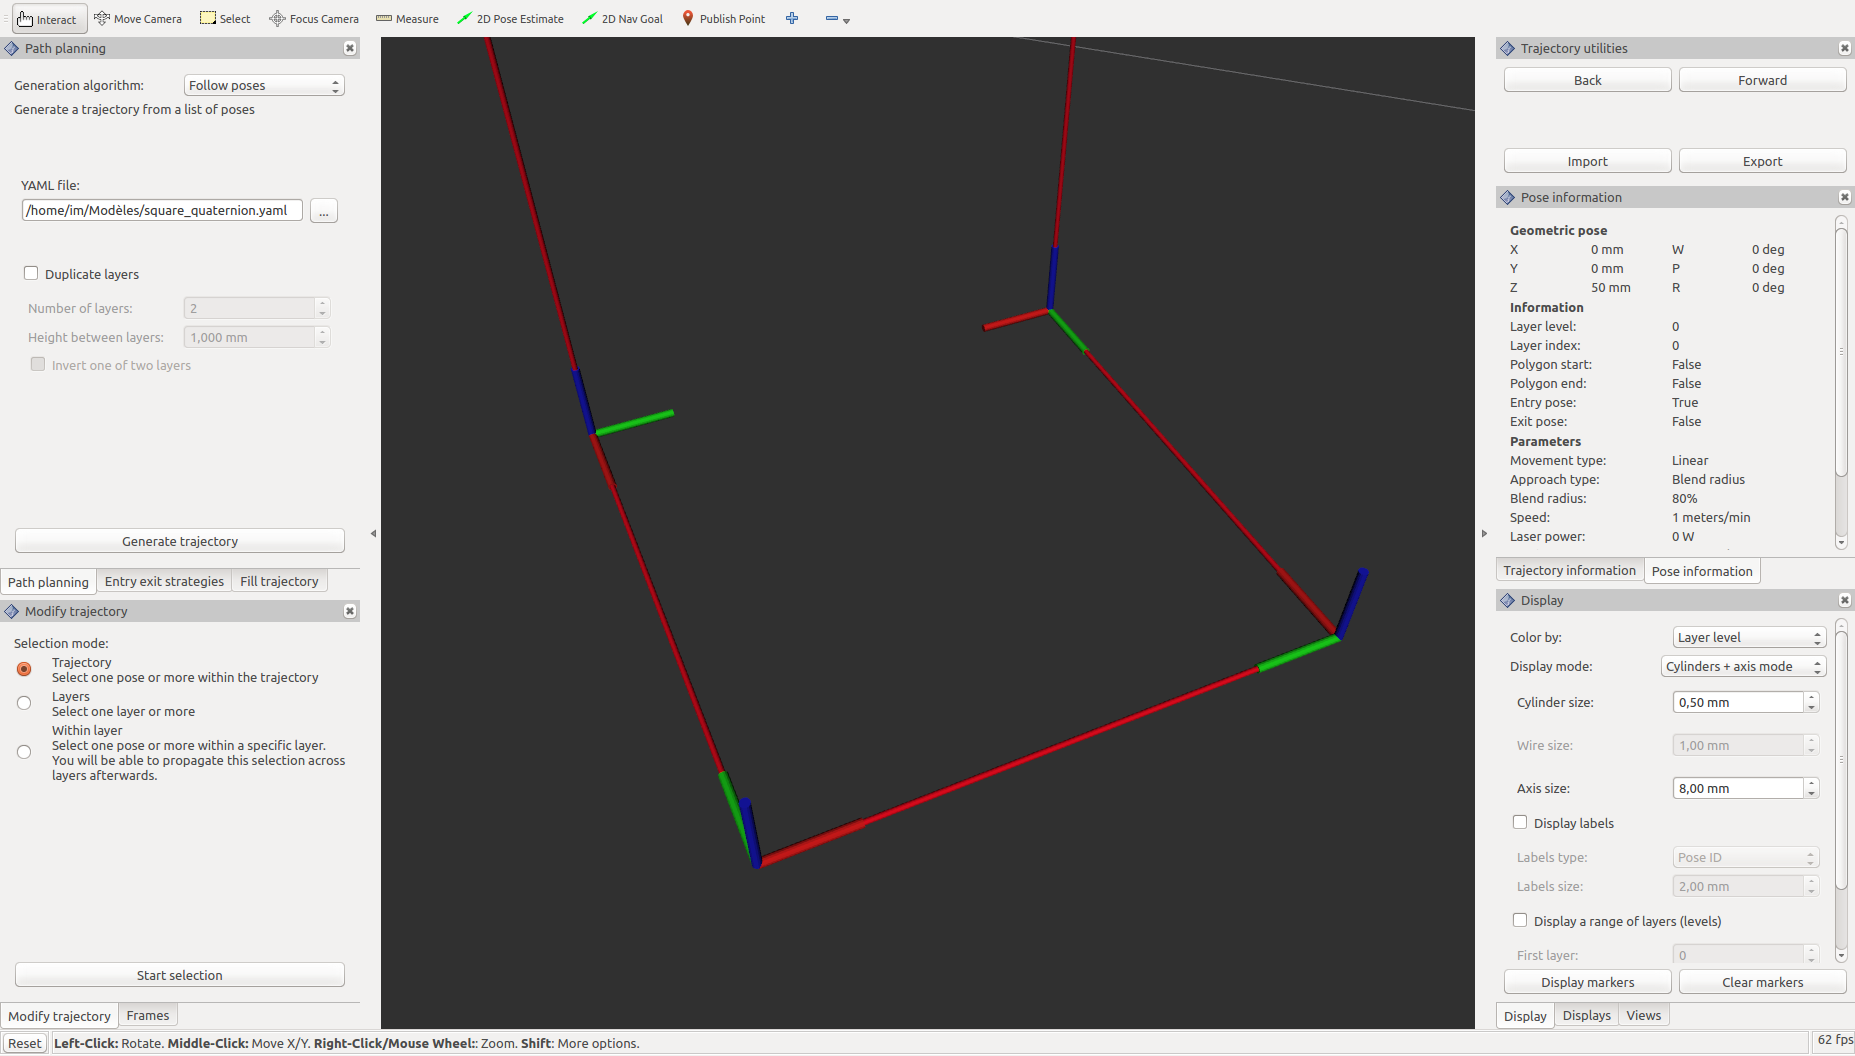 Interact Move Camera Select Focus Camera Measure 2D Pose Estimate 2D Nav Goal Publish Point
Path planning
Generation algorithm: Follow poses
Generate a trajectory from a list of poses
YAML file:
/home/im/Modèles/square_quaternion.yaml ...
Duplicate layers
Number of layers: 2
Height between layers: 1,000 mm
Invert one of two layers
Generate trajectory
Path planning Entry exit strategies Fill trajectory
Modify trajectory
Selection mode:
Trajectory
Select one pose or more within the trajectory
Layers
Select one layer or more
Within layer
Select one pose or more within a specific layer.
You will be able to propagate this selection across
layers afterwards.
Start selection
Modify trajectory Frames
Trajectory utilities
Back Forward
Import Export
Pose information
Geometric pose
X 0 mm W 0 deg
Y 0 mm P 0 deg
Z 50 mm R 0 deg
Information
Layer level: 0
Layer index: 0
Polygon start: False
Polygon end: False
Entry pose: True
Exit pose: False
Parameters
Movement type: Linear
Approach type: Blend radius
Blend radius: 80%
Speed: 1 meters/min
Laser power: 0 W
Trajectory information Pose information
Display
Color by: Layer level
Display mode: Cylinders + axis mode
Cylinder size: 0,50 mm
Wire size: 1,00 mm
Axis size: 8,00 mm
Display labels
Labels type: Pose ID
Labels size: 2,00 mm
Display a range of layers (levels)
First layer: 0
Display markers Clear markers
Display Displays Views
Reset Left-Click: Rotate. Middle-Click: Move X/Y. Right-Click/Mouse Wheel:: Zoom. Shift: More options. 62 fps